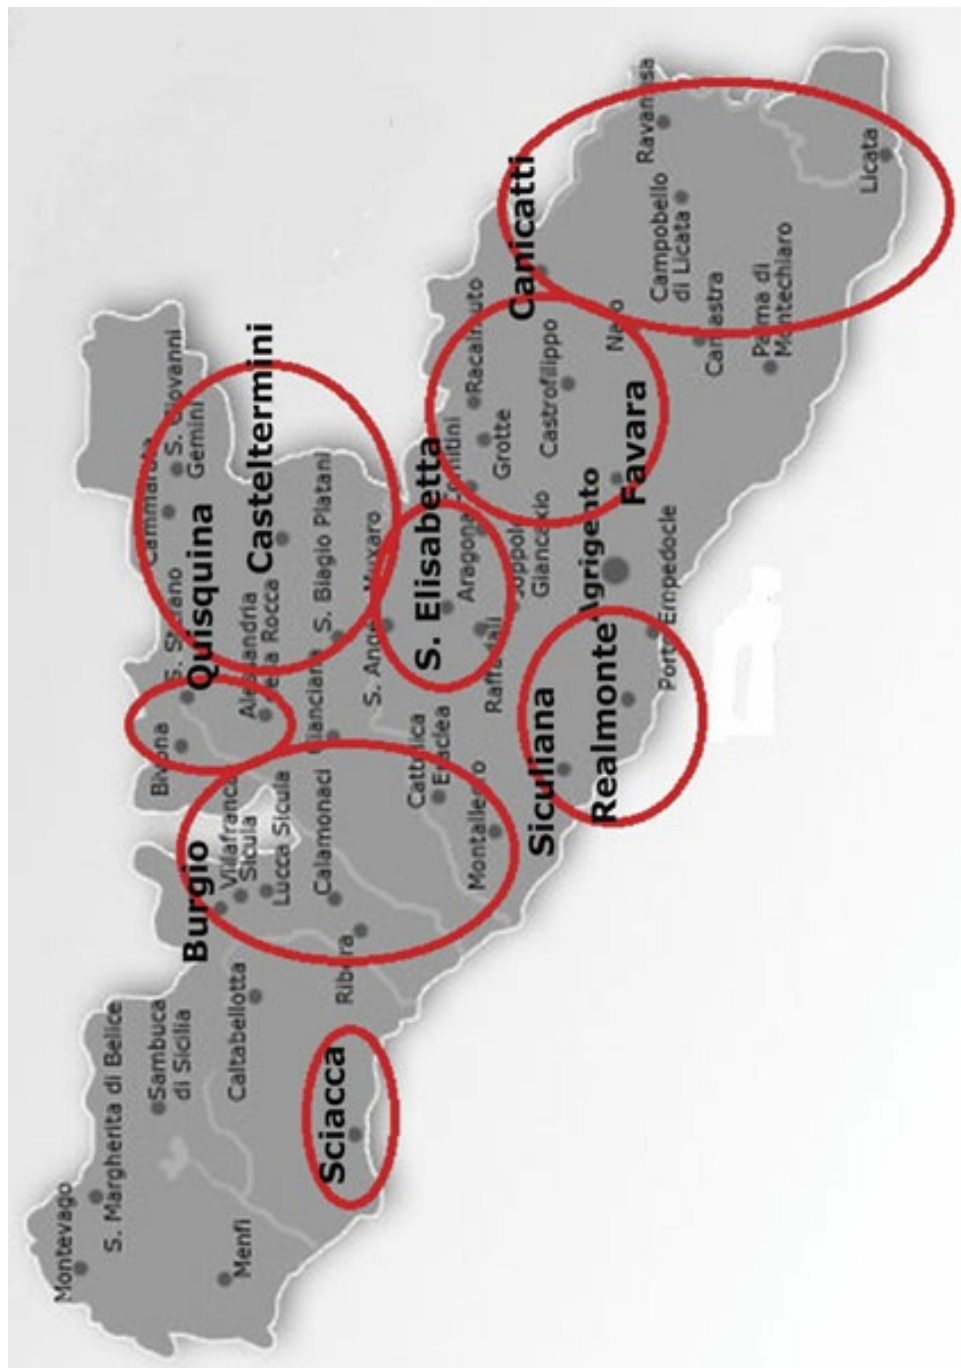 Montevago
S. Margherita di Belice
Sambuca
di Sicilia
Menfi
Caltabellotta
Sciacca
Ribera
Burgio
Villafranca
Sicula
Lucca Sicula
Calamonaci
Bivona
S. Stefano
Quisquina
Alessandria
della Rocca
Cianciana
Cattolica
Eraclea
Montallegro
Cammarata
S. Giovanni
Gemini
Casteltermini
S. Biagio Platani
S. Angelo Muxaro
S. Elisabetta
Raffadali
Aragona
Comitini
Joppolo
Giancaxio
Siculiana
Realmonte
Agrigento
Porto Empedocle
Favara
Grotte
Racalmuto
Castrofilippo
Canicatti
Naro
Camastra
Campobello
di Licata
Ravanusa
Palma di
Montechiaro
Licata